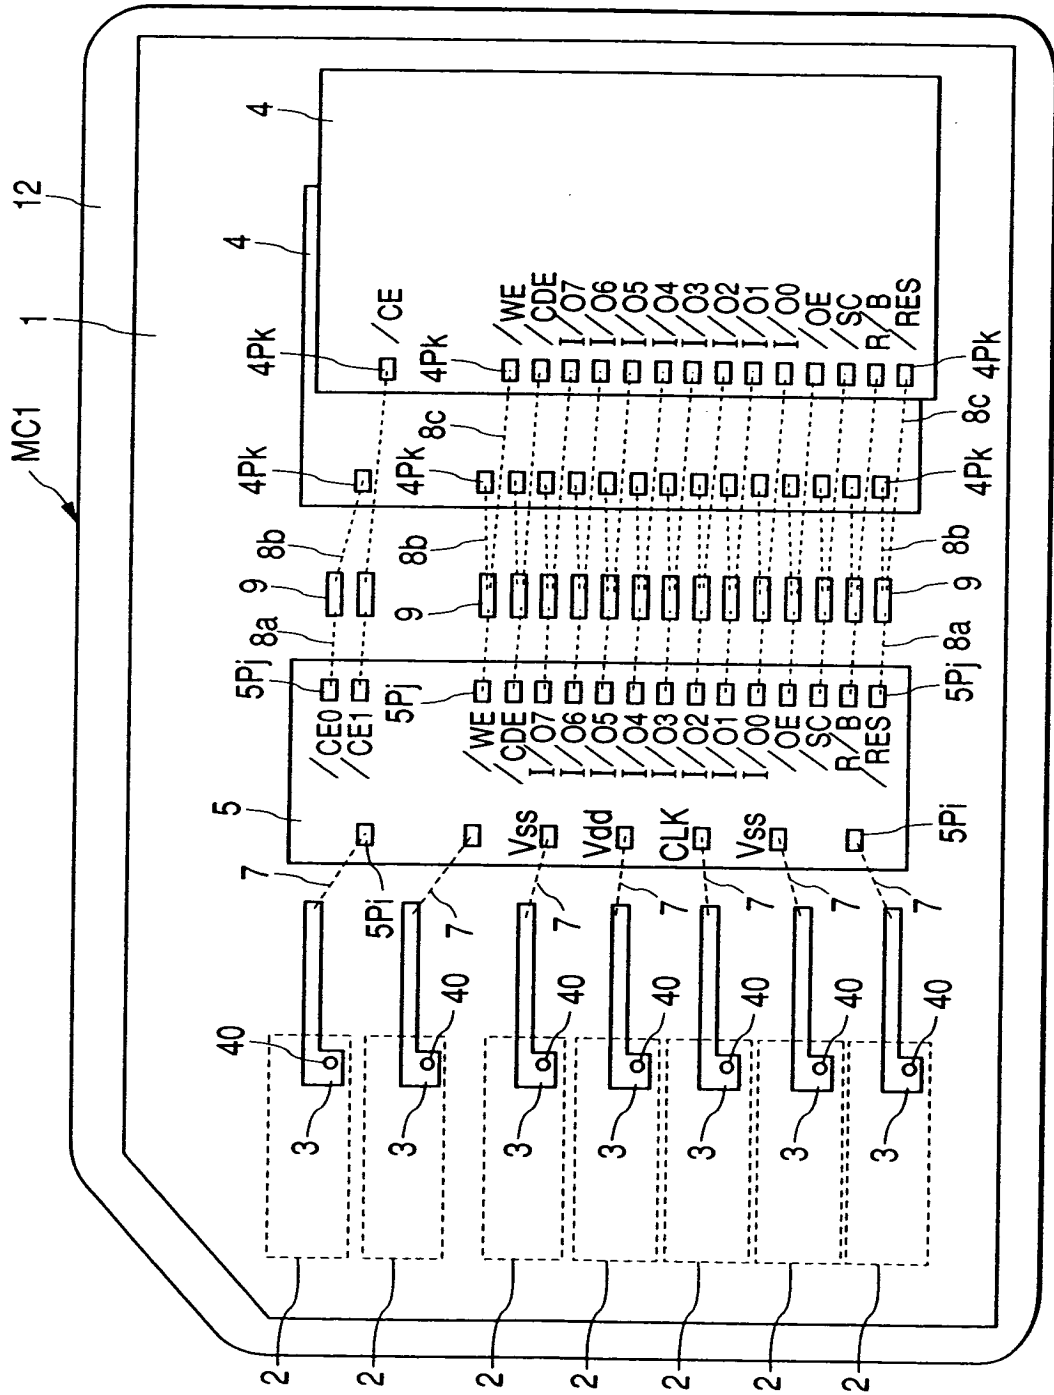 MC1
12
1
4
4
4Pk
/CE
4Pk
4Pk
/WE
/CDE
I/O7
I/O6
I/O5
I/O4
I/O3
I/O2
I/O1
I/O0
/OE
/SC
R/B
/RES
4Pk
8c
8c
4Pk
4Pk
8b
8b
8b
9
9
9
8a
8a
5Pj
5Pj
5Pj
/CE0
/CE1
/WE
/CDE
I/O7
I/O6
I/O5
I/O4
I/O3
I/O2
I/O1
I/O0
/OE
/SC
R/B
/RES
5
Vss
Vdd
CLK
Vss
5Pi
5Pi
7
7
7
7
7
7
7
40
40
40
40
40
40
40
3
3
3
3
3
3
3
2
2
2
2
2
2
2